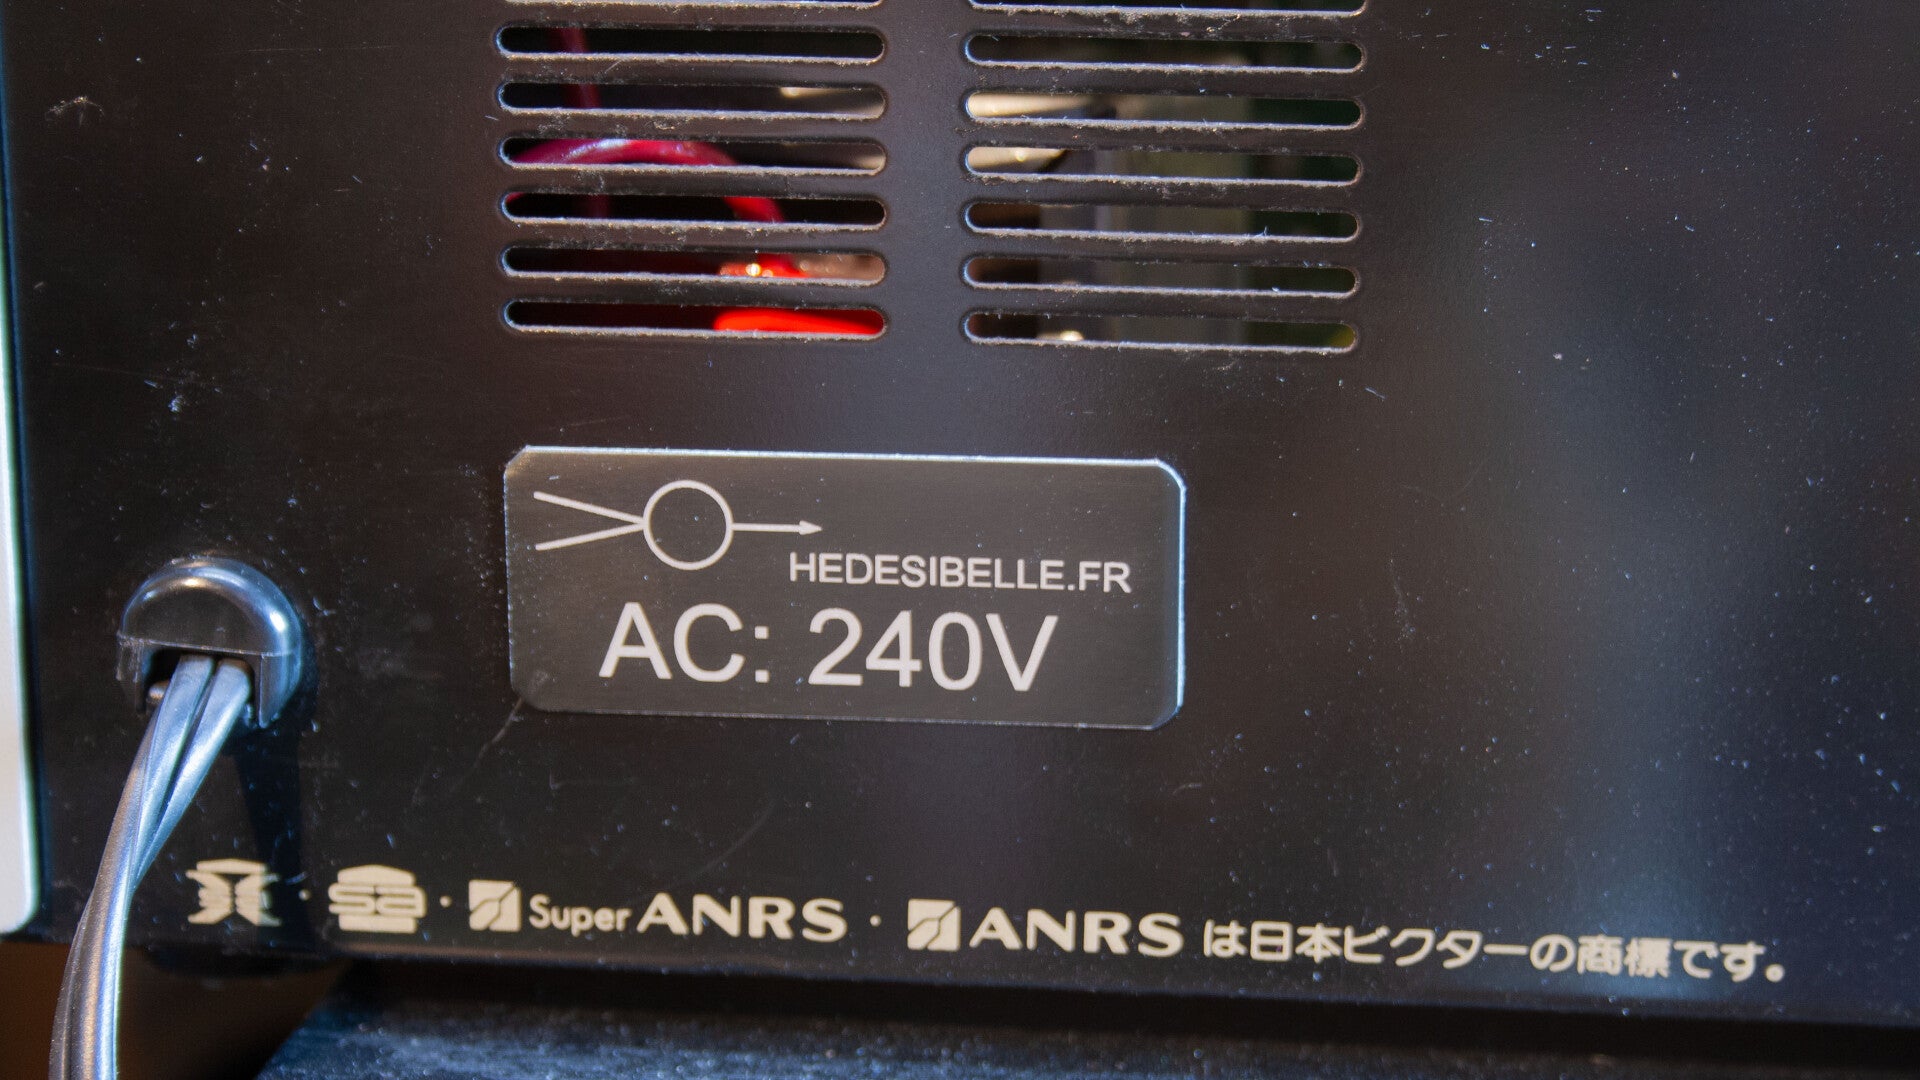 HEDESIBELLE.FR
AC: 240V
· sa · Super ANRS · ANRS は日本ビクターの商標です。